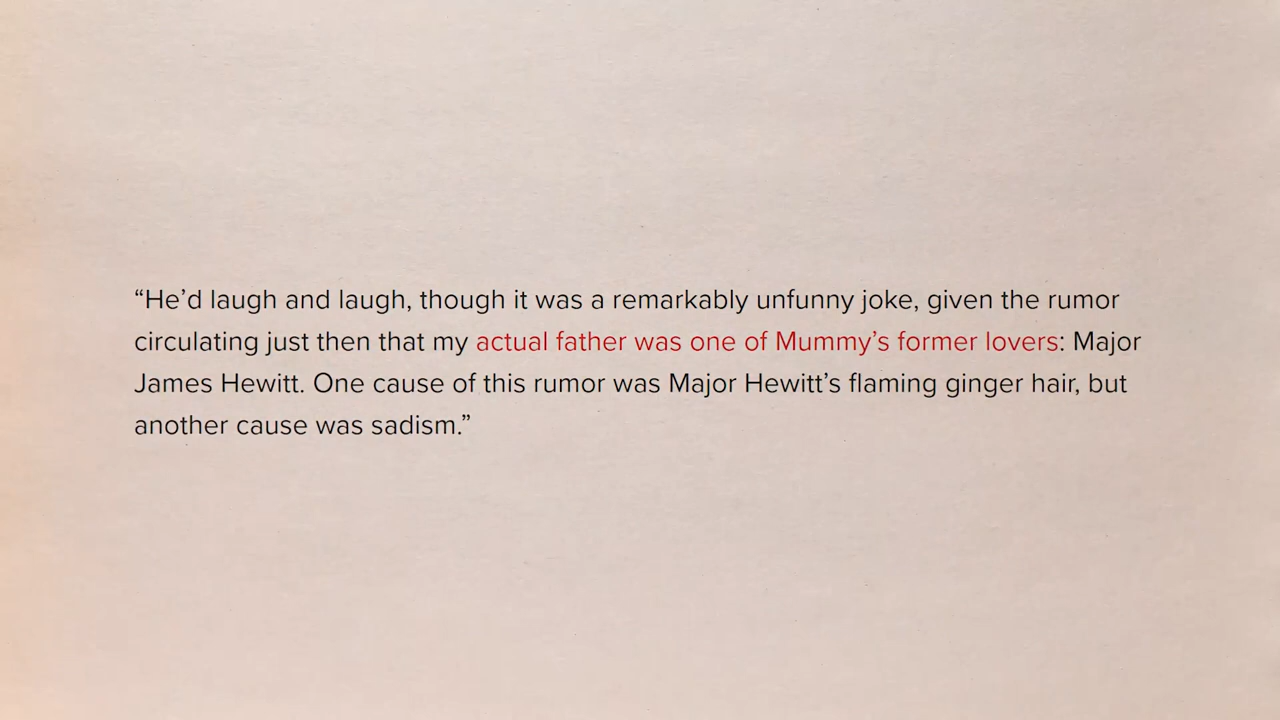 “He’d laugh and laugh, though it was a remarkably unfunny joke, given the rumor
circulating just then that my actual father was one of Mummy’s former lovers: Major
James Hewitt. One cause of this rumor was Major Hewitt’s flaming ginger hair, but
another cause was sadism.”